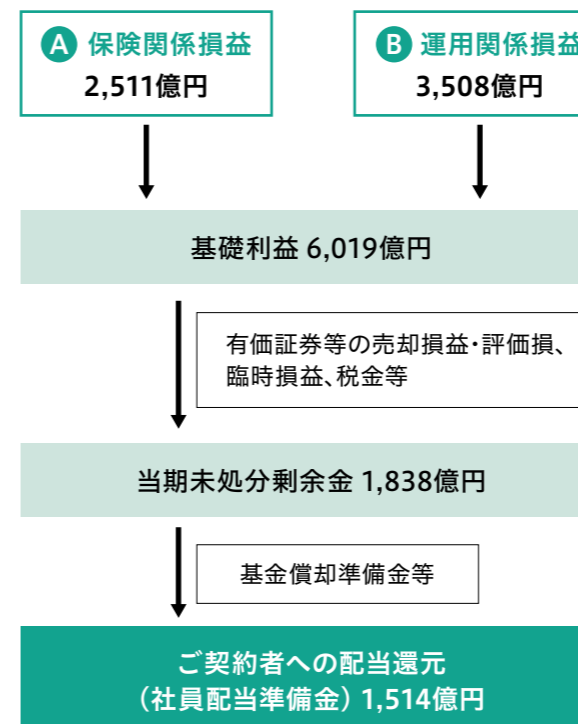 A 保険関係損益
2,511億円
B 運用関係損益
3,508億円
基礎利益 6,019億円
有価証券等の売却損益・評価損、
臨時損益、税金等
当期未処分剰余金 1,838億円
基金償却準備金等
ご契約者への配当還元
（社員配当準備金）1,514億円